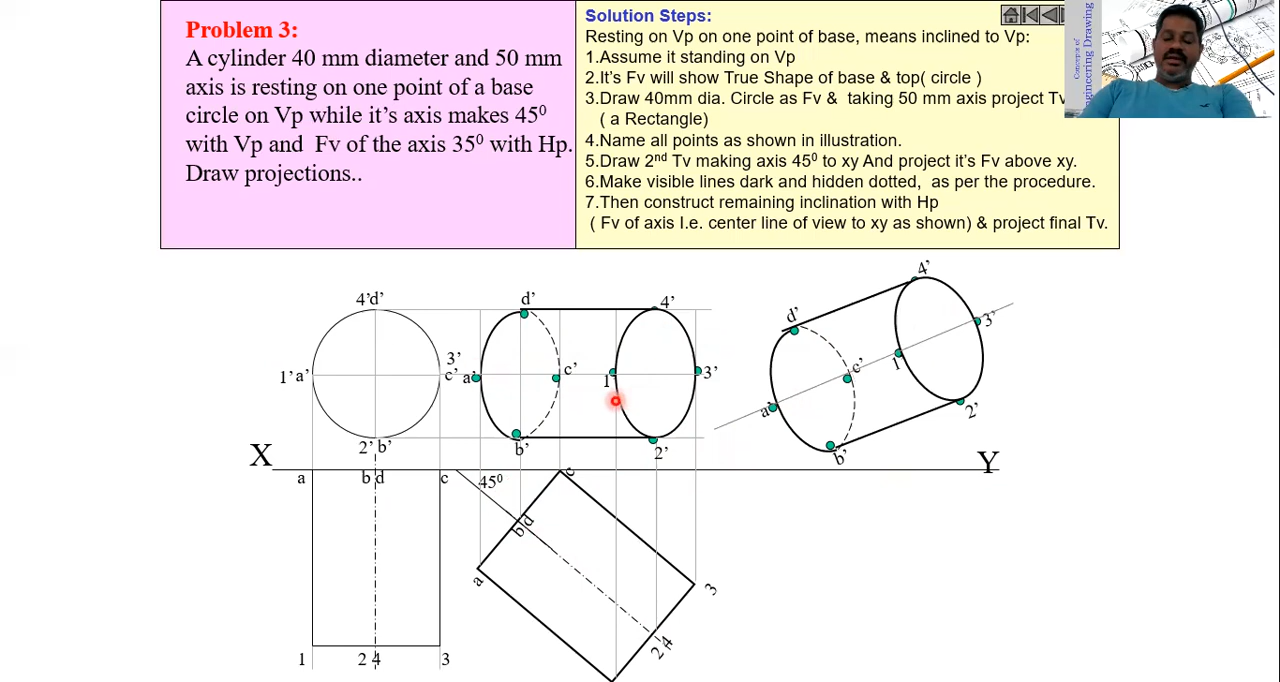 Problem 3:
A cylinder 40 mm diameter and 50 mm
axis is resting on one point of a base
circle on Vp while it's axis makes 45⁰
with Vp and Fv of the axis 35⁰ with Hp.
Draw projections..
Solution Steps:
Resting on Vp on one point of base, means inclined to Vp:
1.Assume it standing on Vp
2.It's Fv will show True Shape of base & top( circle )
3.Draw 40mm dia. Circle as Fv & taking 50 mm axis project Tv
( a Rectangle)
4.Name all points as shown in illustration.
5.Draw 2nd Tv making axis 45⁰ to xy And project it's Fv above xy.
6.Make visible lines dark and hidden dotted, as per the procedure.
7.Then construct remaining inclination with Hp
( Fv of axis I.e. center line of view to xy as shown) & project final Tv.
Concepts of
Engineering Drawing
4'd'
1'a'
3'
c'
2' b'
d'
4'
a'
c'
1'
3'
b'
2'
4'
d'
3'
c'
1'
a'
2'
b'
X
Y
a
b d
c
45⁰
c
b d
a
3
2 4
1
2 4
3